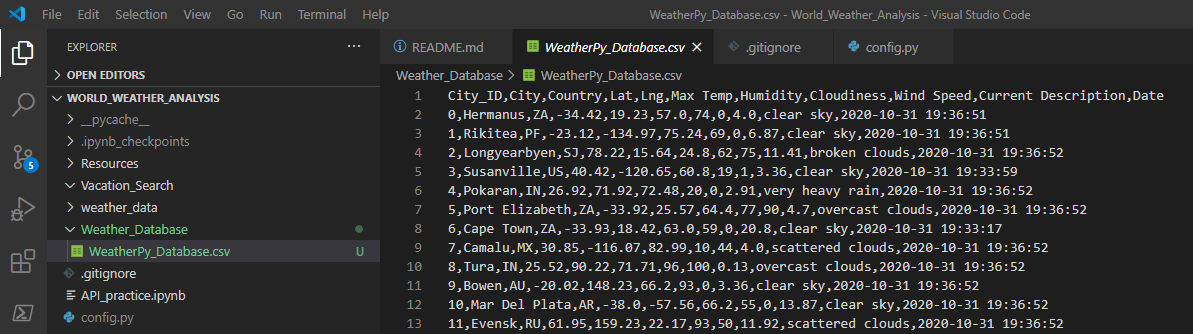 File Edit Selection View Go Run Terminal Help
WeatherPy_Database.csv - World_Weather_Analysis - Visual Studio Code
EXPLORER ...
OPEN EDITORS
WORLD_WEATHER_ANALYSIS
__pycache__
.ipynb_checkpoints
Resources
Vacation_Search
weather_data
Weather_Database
WeatherPy_Database.csv U
.gitignore
API_practice.ipynb
config.py
5
README.md WeatherPy_Database.csv .gitignore config.py
Weather_Database > WeatherPy_Database.csv
1 City_ID,City,Country,Lat,Lng,Max Temp,Humidity,Cloudiness,Wind Speed,Current Description,Date
2 0,Hermanus,ZA,-34.42,19.23,57.0,74,0,4.0,clear sky,2020-10-31 19:36:51
3 1,Rikitea,PF,-23.12,-134.97,75.24,69,0,6.87,clear sky,2020-10-31 19:36:51
4 2,Longyearbyen,SJ,78.22,15.64,24.8,62,75,11.41,broken clouds,2020-10-31 19:36:52
5 3,Susanville,US,40.42,-120.65,60.8,19,1,3.36,clear sky,2020-10-31 19:33:59
6 4,Pokaran,IN,26.92,71.92,72.48,20,0,2.91,very heavy rain,2020-10-31 19:36:52
7 5,Port Elizabeth,ZA,-33.92,25.57,64.4,77,90,4.7,overcast clouds,2020-10-31 19:36:52
8 6,Cape Town,ZA,-33.93,18.42,63.0,59,0,20.8,clear sky,2020-10-31 19:33:17
9 7,Camalu,MX,30.85,-116.07,82.99,10,44,4.0,scattered clouds,2020-10-31 19:36:52
10 8,Tura,IN,25.52,90.22,71.71,96,100,0.13,overcast clouds,2020-10-31 19:36:52
11 9,Bowen,AU,-20.02,148.23,66.2,93,0,3.36,clear sky,2020-10-31 19:36:52
12 10,Mar Del Plata,AR,-38.0,-57.56,66.2,55,0,13.87,clear sky,2020-10-31 19:36:52
13 11,Evensk,RU,61.95,159.23,22.17,93,50,11.92,scattered clouds,2020-10-31 19:36:52